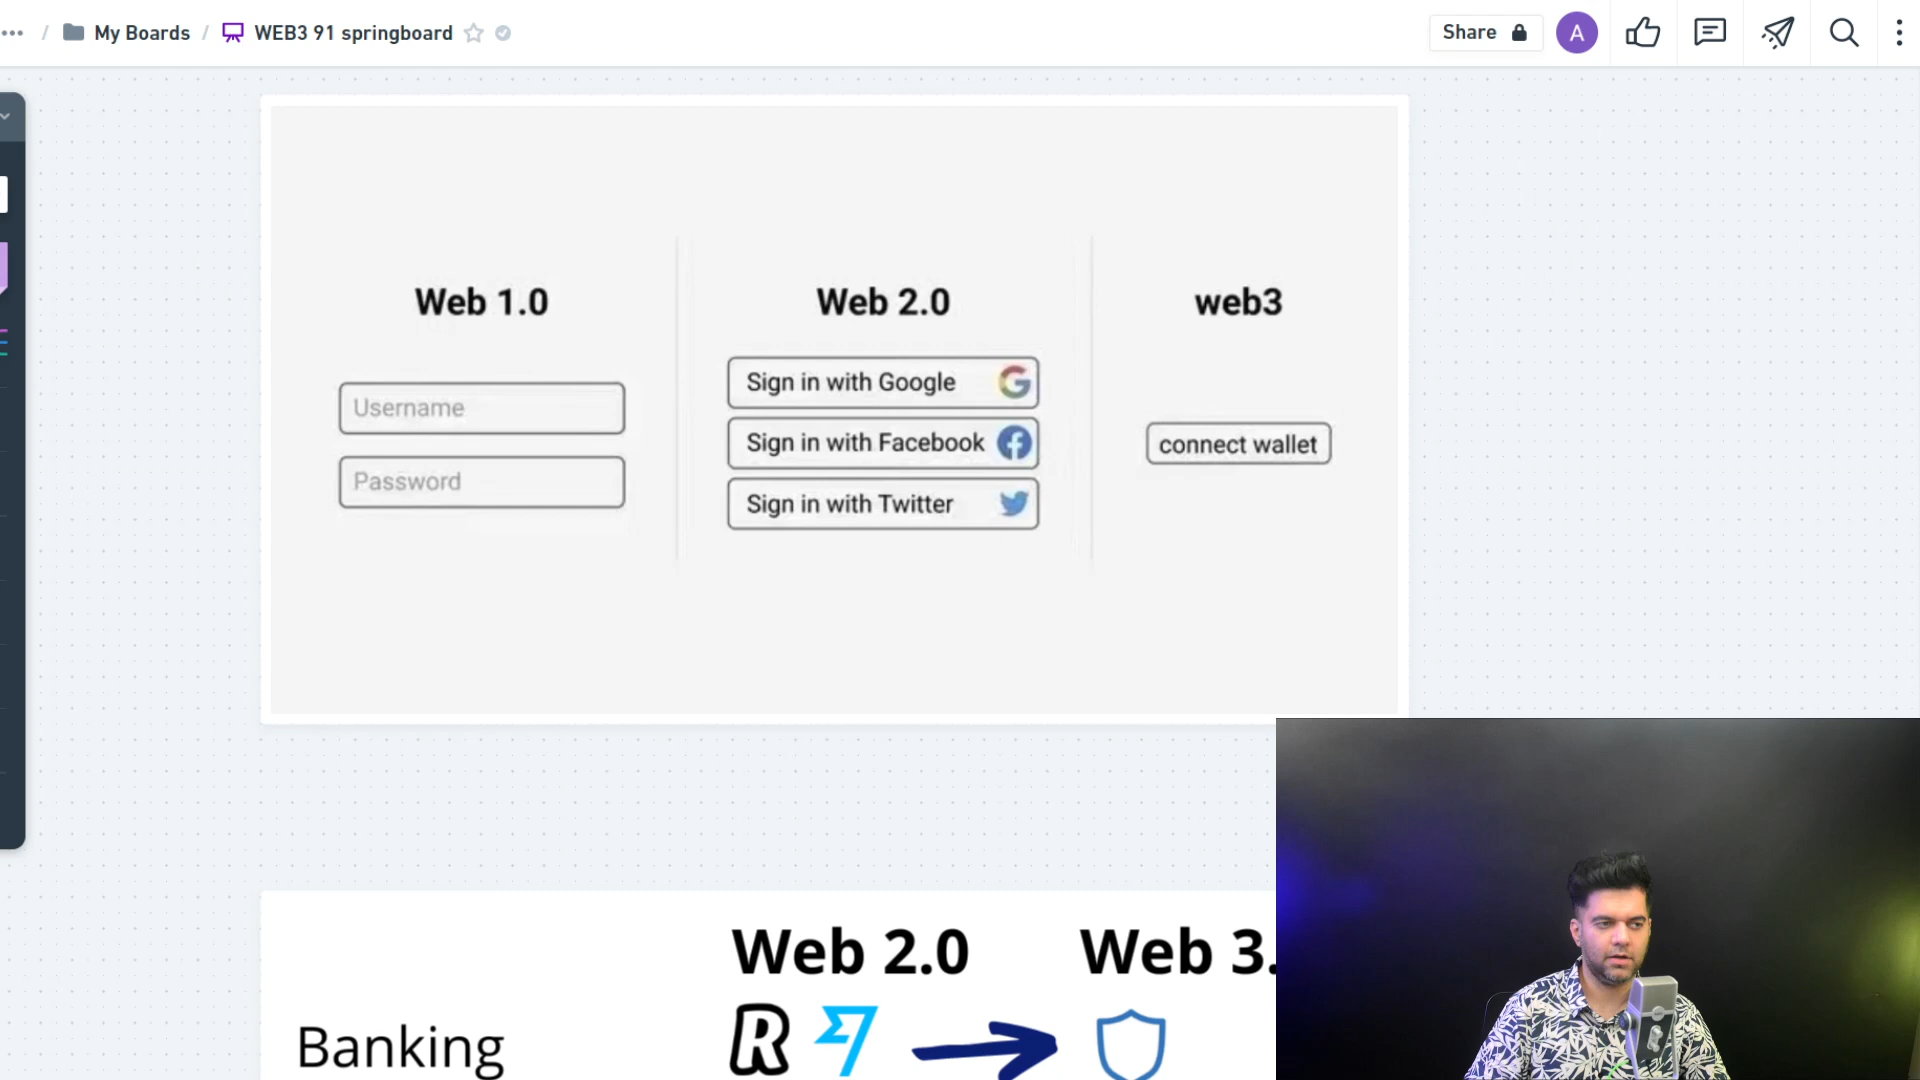 My Boards / WEB3 91 springboard
Share
A
Web 1.0
Username
Password
Web 2.0
Sign in with Google
Sign in with Facebook
Sign in with Twitter
web3
connect wallet
Web 2.0
Web 3.
Banking